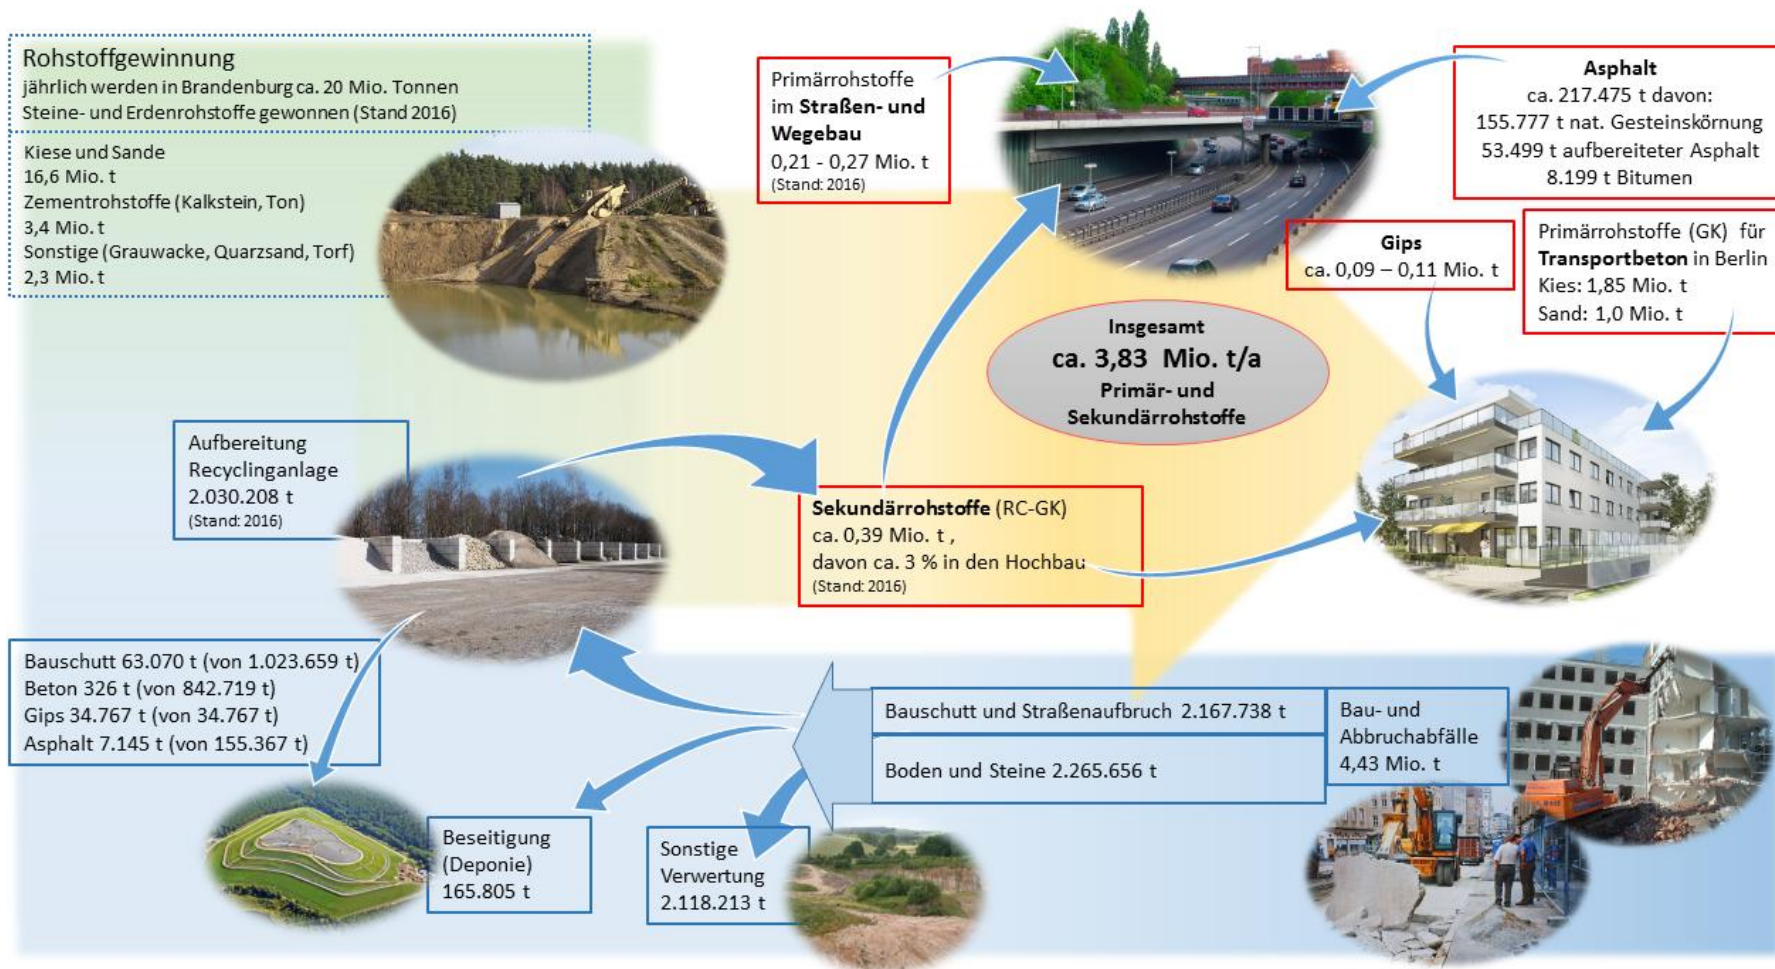 Rohstoffgewinnung
jährlich werden in Brandenburg ca. 20 Mio. Tonnen
Steine- und Erdenrohstoffe gewonnen (Stand 2016)
Kiese und Sande
16,6 Mio. t
Zementrohstoffe (Kalkstein, Ton)
3,4 Mio. t
Sonstige (Grauwacke, Quarzsand, Torf)
2,3 Mio. t
Primärrohstoffe
im Straßen- und
Wegebau
0,21 - 0,27 Mio. t
(Stand: 2016)
Asphalt
ca. 217.475 t davon:
155.777 t nat. Gesteinskörnung
53.499 t aufbereiteter Asphalt
8.199 t Bitumen
Gips
ca. 0,09 – 0,11 Mio. t
Primärrohstoffe (GK) für
Transportbeton in Berlin
Kies: 1,85 Mio. t
Sand: 1,0 Mio. t
Insgesamt
ca. 3,83 Mio. t/a
Primär- und
Sekundärrohstoffe
Aufbereitung
Recyclinganlage
2.030.208 t
(Stand: 2016)
Sekundärrohstoffe (RC-GK)
ca. 0,39 Mio. t ,
davon ca. 3 % in den Hochbau
(Stand: 2016)
Bauschutt 63.070 t (von 1.023.659 t)
Beton 326 t (von 842.719 t)
Gips 34.767 t (von 34.767 t)
Asphalt 7.145 t (von 155.367 t)
Bauschutt und Straßenaufbruch 2.167.738 t
Boden und Steine 2.265.656 t
Bau- und
Abbruchabfälle
4,43 Mio. t
Beseitigung
(Deponie)
165.805 t
Sonstige
Verwertung
2.118.213 t